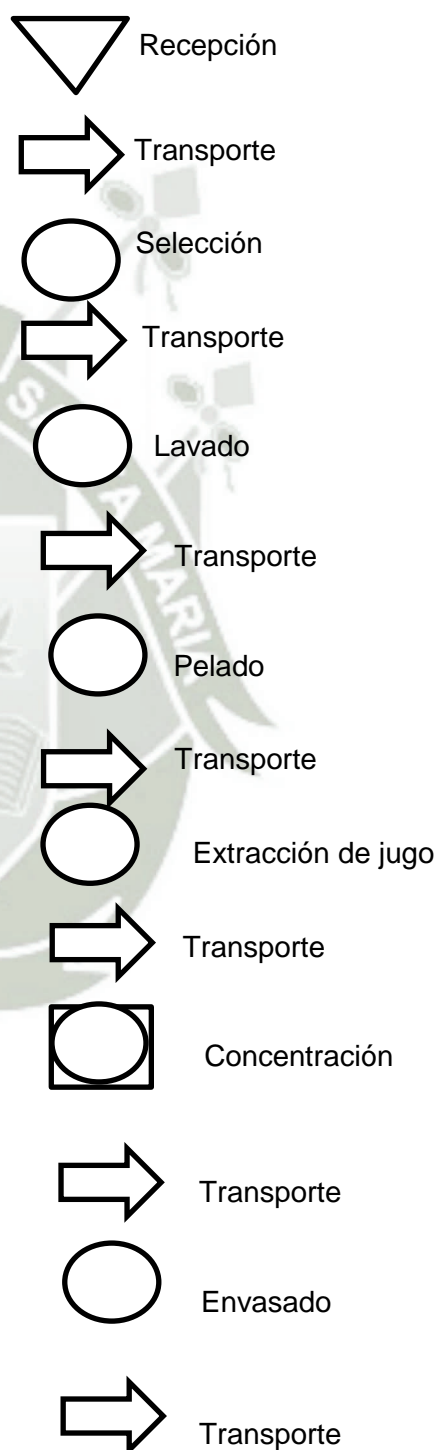 Recepción
Transporte
Selección
Transporte
Lavado
Transporte
Pelado
Transporte
Extracción de jugo
Transporte
Concentración
Transporte
Envasado
Transporte